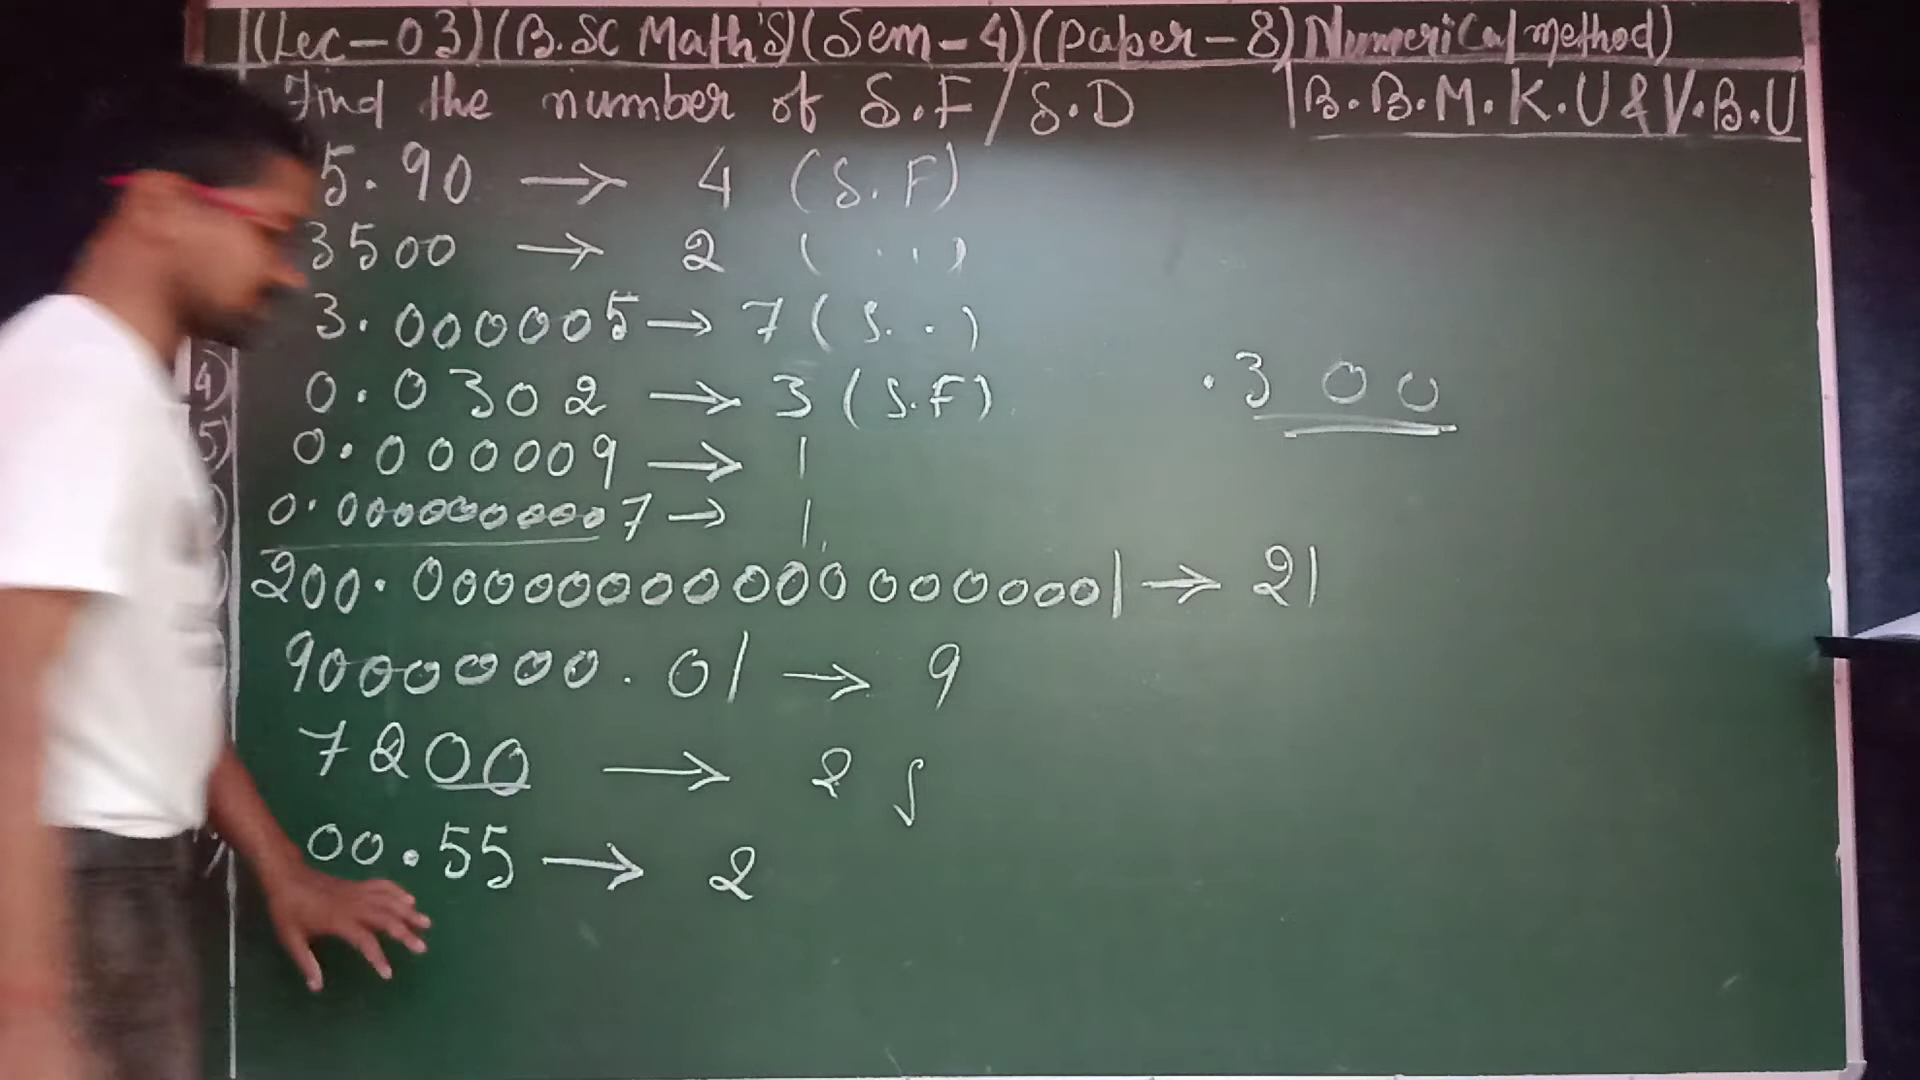 (Lec-03)(B.SC Math's)(Sem-4)(Paper-8)Numerical method)
Find the number of S.F/S.D
B.B.M.K.U & V.B.U
5.90 → 4 (S.F)
3500 → 2 ( . . . )
3.000005 → 7 (S. . )
4) 0.0302 → 3 (S.F)
.300
5) 0.000009 → 1
0.00000000007 → 1
200.00000000000000000001 → 21
9000000.01 → 9
7200 → 2
00.55 → 2